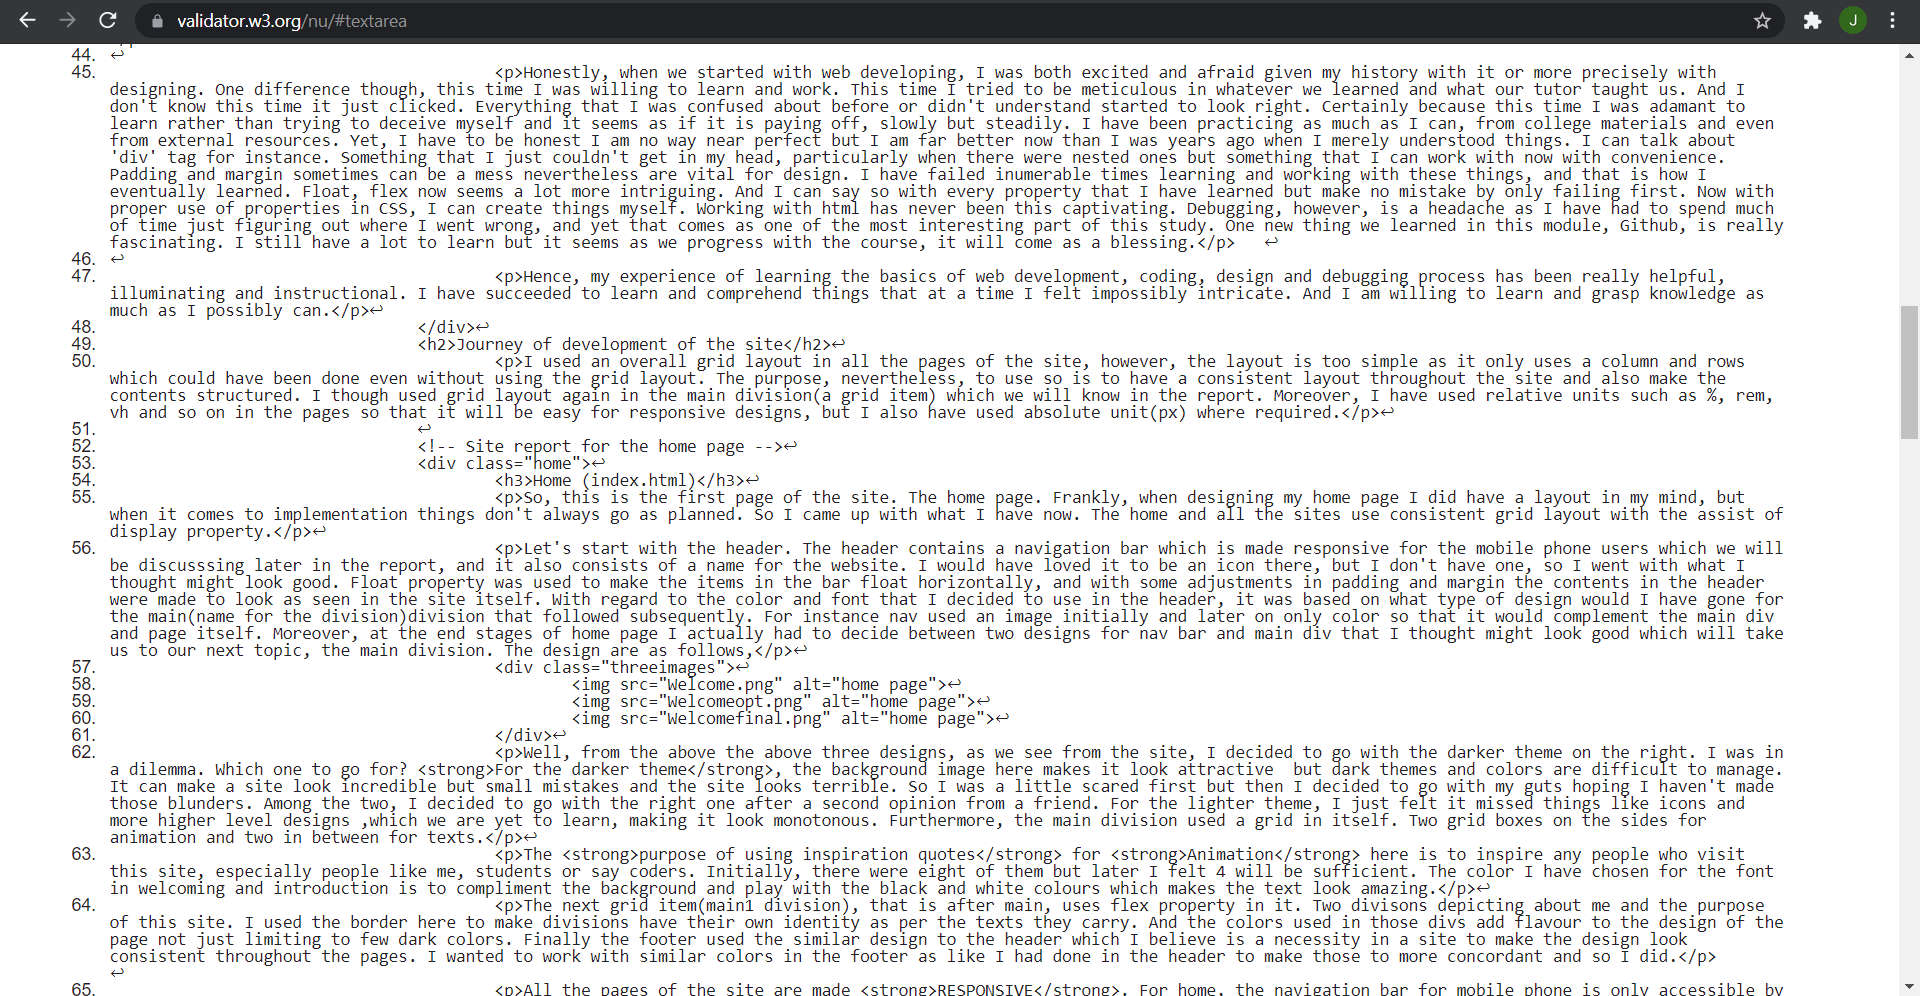 validator.w3.org/nu/#textarea
J
44. ↩
45. <p>Honestly, when we started with web developing, I was both excited and afraid given my history with it or more precisely with
designing. One difference though, this time I was willing to learn and work. This time I tried to be meticulous in whatever we learned and what our tutor taught us. And I
don't know this time it just clicked. Everything that I was confused about before or didn't understand started to look right. Certainly because this time I was adamant to
learn rather than trying to deceive myself and it seems as if it is paying off, slowly but steadily. I have been practicing as much as I can, from college materials and even
from external resources. Yet, I have to be honest I am no way near perfect but I am far better now than I was years ago when I merely understood things. I can talk about
'div' tag for instance. Something that I just couldn't get in my head, particularly when there were nested ones but something that I can work with now with convenience.
Padding and margin sometimes can be a mess nevertheless are vital for design. I have failed inumerable times learning and working with these things, and that is how I
eventually learned. Float, flex now seems a lot more intriguing. And I can say so with every property that I have learned but make no mistake by only failing first. Now with
proper use of properties in CSS, I can create things myself. Working with html has never been this captivating. Debugging, however, is a headache as I have had to spend much
of time just figuring out where I went wrong, and yet that comes as one of the most interesting part of this study. One new thing we learned in this module, Github, is really
fascinating. I still have a lot to learn but it seems as we progress with the course, it will come as a blessing.</p> ↩
46. ↩
47. <p>Hence, my experience of learning the basics of web development, coding, design and debugging process has been really helpful,
illuminating and instructional. I have succeeded to learn and comprehend things that at a time I felt impossibly intricate. And I am willing to learn and grasp knowledge as
much as I possibly can.</p>↩
48. </div>↩
49. <h2>Journey of development of the site</h2>↩
50. <p>I used an overall grid layout in all the pages of the site, however, the layout is too simple as it only uses a column and rows
which could have been done even without using the grid layout. The purpose, nevertheless, to use so is to have a consistent layout throughout the site and also make the
contents structured. I though used grid layout again in the main division(a grid item) which we will know in the report. Moreover, I have used relative units such as %, rem,
vh and so on in the pages so that it will be easy for responsive designs, but I also have used absolute unit(px) where required.</p>↩
51. ↩
52. <!-- Site report for the home page -->↩
53. <div class="home">↩
54. <h3>Home (index.html)</h3>↩
55. <p>So, this is the first page of the site. The home page. Frankly, when designing my home page I did have a layout in my mind, but
when it comes to implementation things don't always go as planned. So I came up with what I have now. The home and all the sites use consistent grid layout with the assist of
display property.</p>↩
56. <p>Let's start with the header. The header contains a navigation bar which is made responsive for the mobile phone users which we will
be discusssing later in the report, and it also consists of a name for the website. I would have loved it to be an icon there, but I don't have one, so I went with what I
thought might look good. Float property was used to make the items in the bar float horizontally, and with some adjustments in padding and margin the contents in the header
were made to look as seen in the site itself. With regard to the color and font that I decided to use in the header, it was based on what type of design would I have gone for
the main(name for the division)division that followed subsequently. For instance nav used an image initially and later on only color so that it would complement the main div
and page itself. Moreover, at the end stages of home page I actually had to decide between two designs for nav bar and main div that I thought might look good which will take
us to our next topic, the main division. The design are as follows,</p>↩
57. <div class="threeimages">↩
58. <img src="Welcome.png" alt="home page">↩
59. <img src="Welcomeopt.png" alt="home page">↩
60. <img src="Welcomefinal.png" alt="home page">↩
61. </div>↩
62. <p>Well, from the above the above three designs, as we see from the site, I decided to go with the darker theme on the right. I was in
a dilemma. Which one to go for? <strong>For the darker theme</strong>, the background image here makes it look attractive  but dark themes and colors are difficult to manage.
It can make a site look incredible but small mistakes and the site looks terrible. So I was a little scared first but then I decided to go with my guts hoping I haven't made
those blunders. Among the two, I decided to go with the right one after a second opinion from a friend. For the lighter theme, I just felt it missed things like icons and
more higher level designs ,which we are yet to learn, making it look monotonous. Furthermore, the main division used a grid in itself. Two grid boxes on the sides for
animation and two in between for texts.</p>↩
63. <p>The <strong>purpose of using inspiration quotes</strong> for <strong>Animation</strong> here is to inspire any people who visit
this site, especially people like me, students or say coders. Initially, there were eight of them but later I felt 4 will be sufficient. The color I have chosen for the font
in welcoming and introduction is to compliment the background and play with the black and white colours which makes the text look amazing.</p>↩
64. <p>The next grid item(main1 division), that is after main, uses flex property in it. Two divisons depicting about me and the purpose
of this site. I used the border here to make divisions have their own identity as per the texts they carry. And the colors used in those divs add flavour to the design of the
page not just limiting to few dark colors. Finally the footer used the similar design to the header which I believe is a necessity in a site to make the design look
consistent throughout the pages. I wanted to work with similar colors in the footer as like I had done in the header to make those to more concordant and so I did.</p>
↩
65. <p>All the pages of the site are made <strong>RESPONSIVE</strong>. For home, the navigation bar for mobile phone is only accessible by